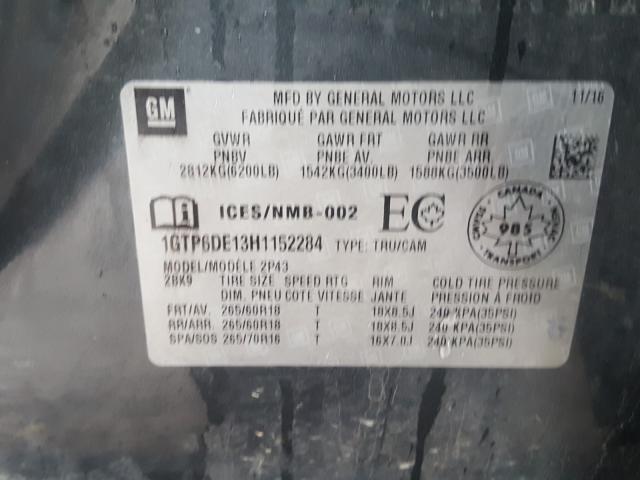 GM
MFD BY GENERAL MOTORS LLC 11/16
FABRIQUÉ PAR GENERAL MOTORS LLC
GVWR GAWR FRT GAWR RR
PNBV PNBE AV. PNBE ARR
2812KG(6200LB) 1542KG(3400LB) 1588KG(3500LB)
ICES/NMB-002 EC
CANADA
985
TRANSPORT
1GTP6DE13H1152284 TYPE: TRU/CAM
MODEL/MODÈLE 2P43
28K9 TIRE SIZE SPEED RTG RIM COLD TIRE PRESSURE
DIM. PNEU COTE VITESSE JANTE PRESSION À FROID
FRT/AV. 265/60R18 T 18X8.5J 240 KPA(35PSI)
RR/ARR. 265/60R18 T 18X8.5J 240 KPA(35PSI)
SPA/SOS 265/70R16 T 16X7.0J 240 KPA(35PSI)